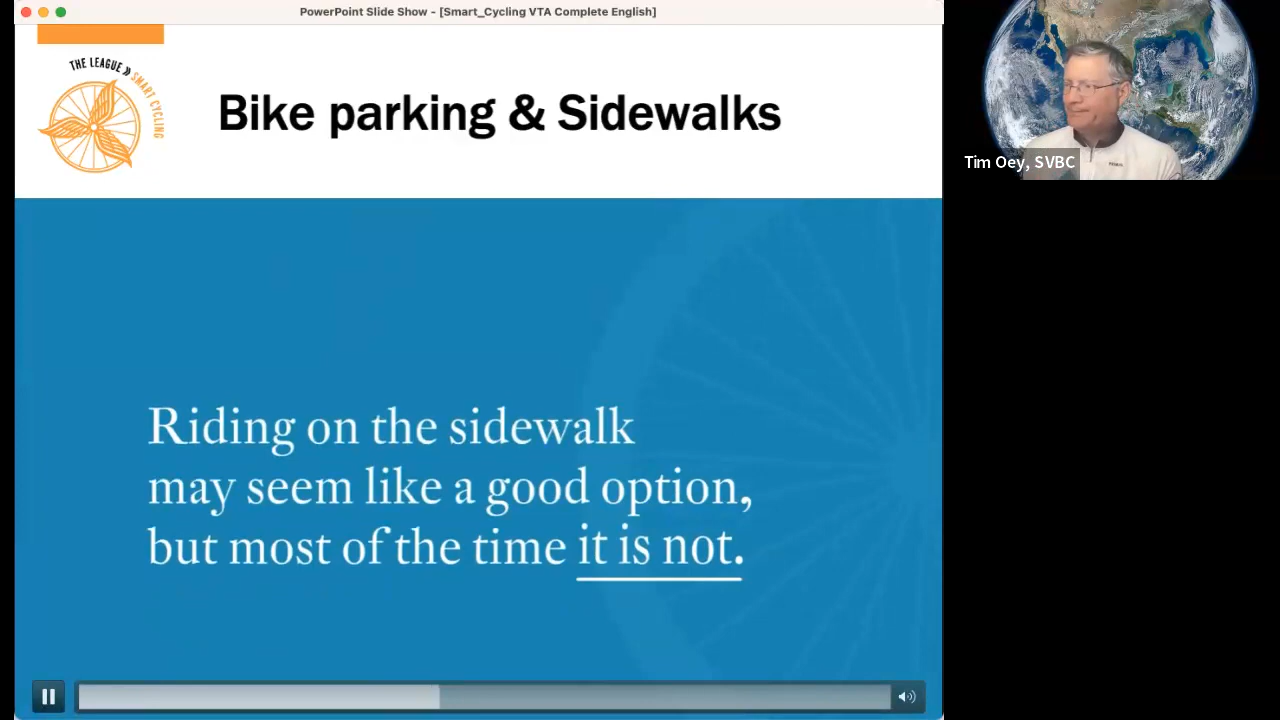 PowerPoint Slide Show - [Smart_Cycling VTA Complete English]
THE LEAGUE» SMART CYCLING
Bike parking & Sidewalks
Tim Oey, SVBC
Riding on the sidewalk
may seem like a good option,
but most of the time it is not.